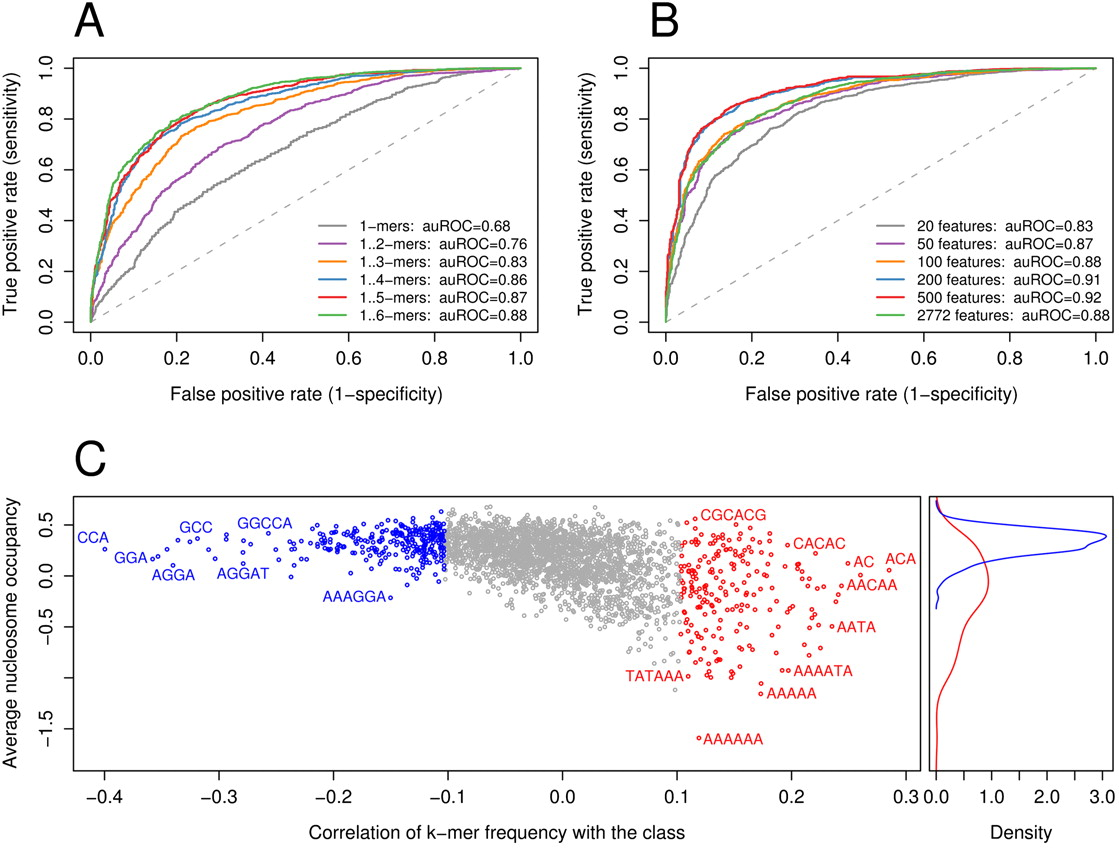 A
True positive rate (sensitivity)
0.0
0.2
0.4
0.6
0.8
1.0
1−mers: auROC=0.68
1..2−mers: auROC=0.76
1..3−mers: auROC=0.83
1..4−mers: auROC=0.86
1..5−mers: auROC=0.87
1..6−mers: auROC=0.88
0.0 0.2 0.4 0.6 0.8 1.0
False positive rate (1−specificity)
B
True positive rate (sensitivity)
0.0
0.2
0.4
0.6
0.8
1.0
20 features: auROC=0.83
50 features: auROC=0.87
100 features: auROC=0.88
200 features: auROC=0.91
500 features: auROC=0.92
2772 features: auROC=0.88
0.0 0.2 0.4 0.6 0.8 1.0
False positive rate (1−specificity)
C
Average nucleosome occupancy
0.5
0.0
−0.5
−1.5
CCA
GCC
GGCCA
GGA
AGGA
AGGAT
AAAGGA
CGCACG
CACAC
AC
ACA
AACAA
AATA
TATAAA
AAAATA
AAAAA
AAAAAA
−0.4 −0.3 −0.2 −0.1 0.0 0.1 0.2 0.3
Correlation of k−mer frequency with the class
0.0 1.0 2.0 3.0
Density